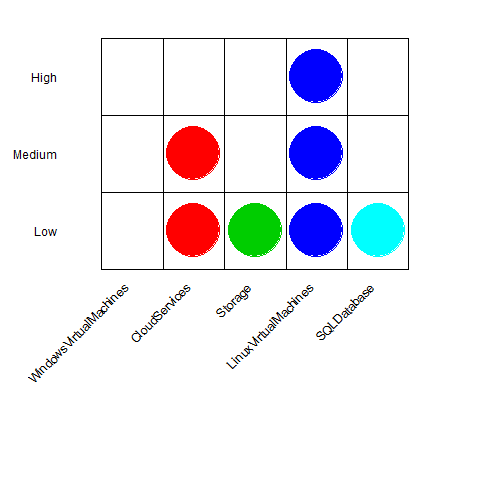 High
Medium
Low
WindowsVirtualMachines
CloudServices
Storage
LinuxVirtualMachines
SQLDatabase